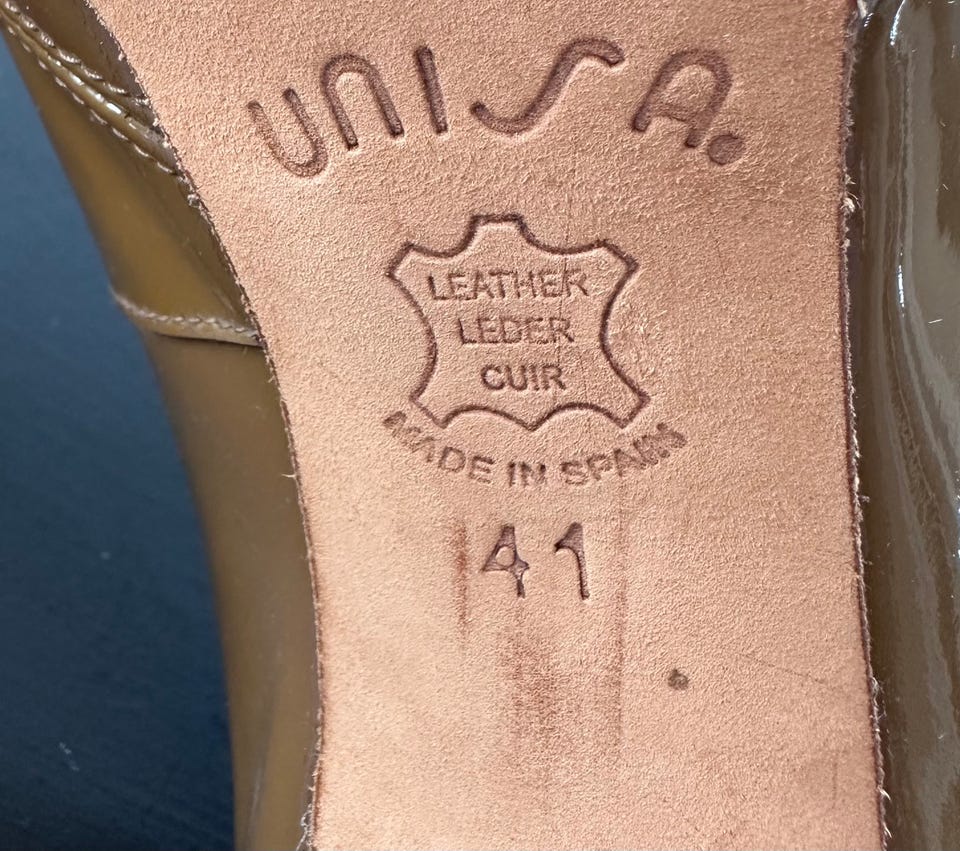 UNISA.
LEATHER
LEDER
CUIR
MADE IN SPAIN
41